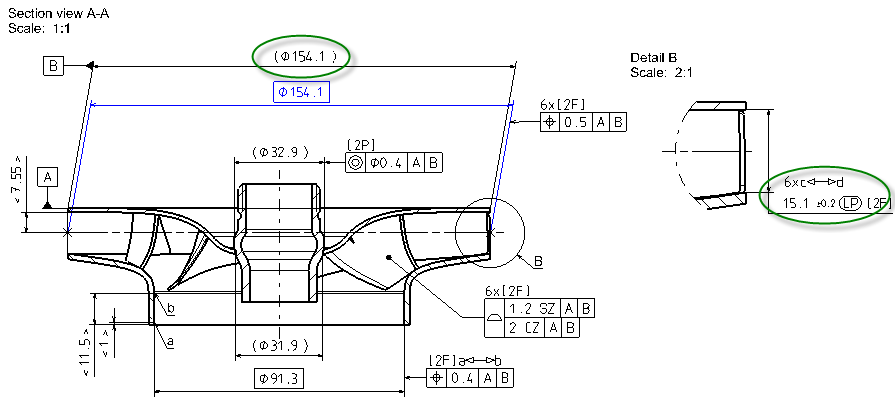 Section view A-A
Scale: 1:1
B
(Φ154.1)
Φ154.1
Detail B
Scale: 2:1
6x[2F]
0.5 A B
[2P]
(Φ32.9)
Φ0.4 A B
<7.55>
A
6xc↔d
15.1 ±0.2 (LP) [2F]
B
6x[2F]
1.2 SZ A B
2 CZ A B
b
a
<11.5>
<1>
(Φ31.9)
[2F]a↔b
Φ91.3
0.4 A B